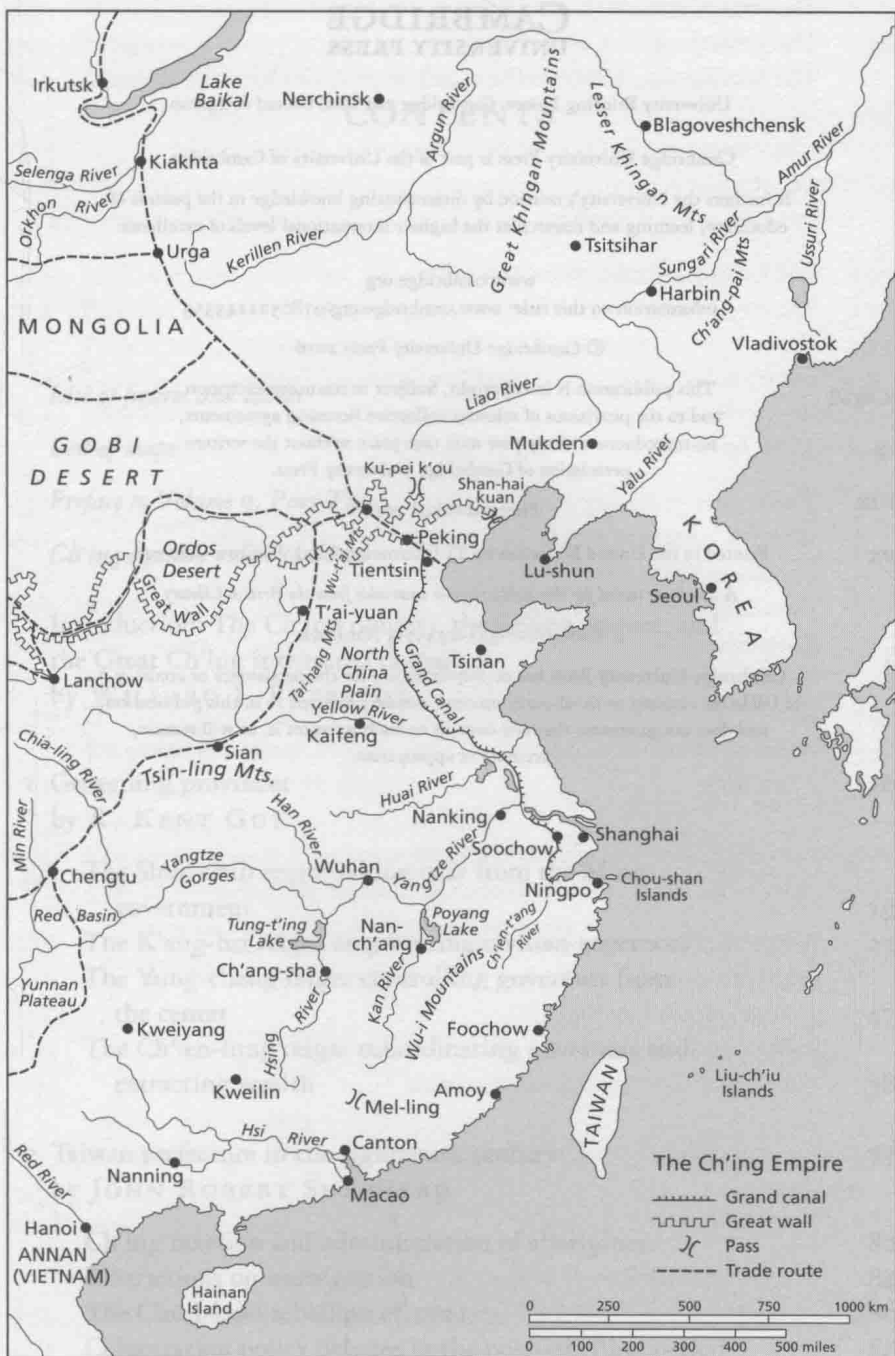 CAMBRIDGE
UNIVERSITY PRESS
Irkutsk
Lake
Baikal
Nerchinsk
Argun River
Great Khingan Mountains
Lesser Khingan Mts
Blagoveshchensk
Amur River
Selenga River
Kiakhta
Orkhon River
Urga
Kerillen River
Tsitsihar
Sungari River
Ussuri River
Harbin
Ch'ang-pai Mts
MONGOLIA
Vladivostok
Liao River
GOBI
DESERT
Mukden
Yalu River
Ku-pei k'ou
Shan-hai
kuan
Peking
Ordos
Desert
Great Wall
Wu-t'ai Mts
Tientsin
Lu-shun
KOREA
Seoul
T'ai-yuan
Tai-hang Mts
North
China
Plain
Grand Canal
Tsinan
Lanchow
Yellow River
Kaifeng
Chia-ling River
Sian
Tsin-ling Mts.
Huai River
Min River
Han River
Nanking
Soochow
Shanghai
Chengtu
Yangtze
Gorges
Wuhan
Yangtze River
Ningpo
Chou-shan
Islands
Red Basin
Tung-t'ing
Lake
Nan-
ch'ang
Poyang
Lake
Ch'ien-t'ang
River
Yunnan
Plateau
Ch'ang-sha
Kan River
Wu-i Mountains
Kweiyang
Hsing River
Foochow
Kweilin
Mel-ling
Amoy
TAIWAN
Liu-ch'iu
Islands
Hsi River
Canton
Nanning
Macao
Red River
Hanoi
ANNAN
(VIETNAM)
Hainan
Island
The Ch'ing Empire
Grand canal
Great wall
Pass
Trade route
0 250 500 750 1000 km
0 100 200 300 400 500 miles